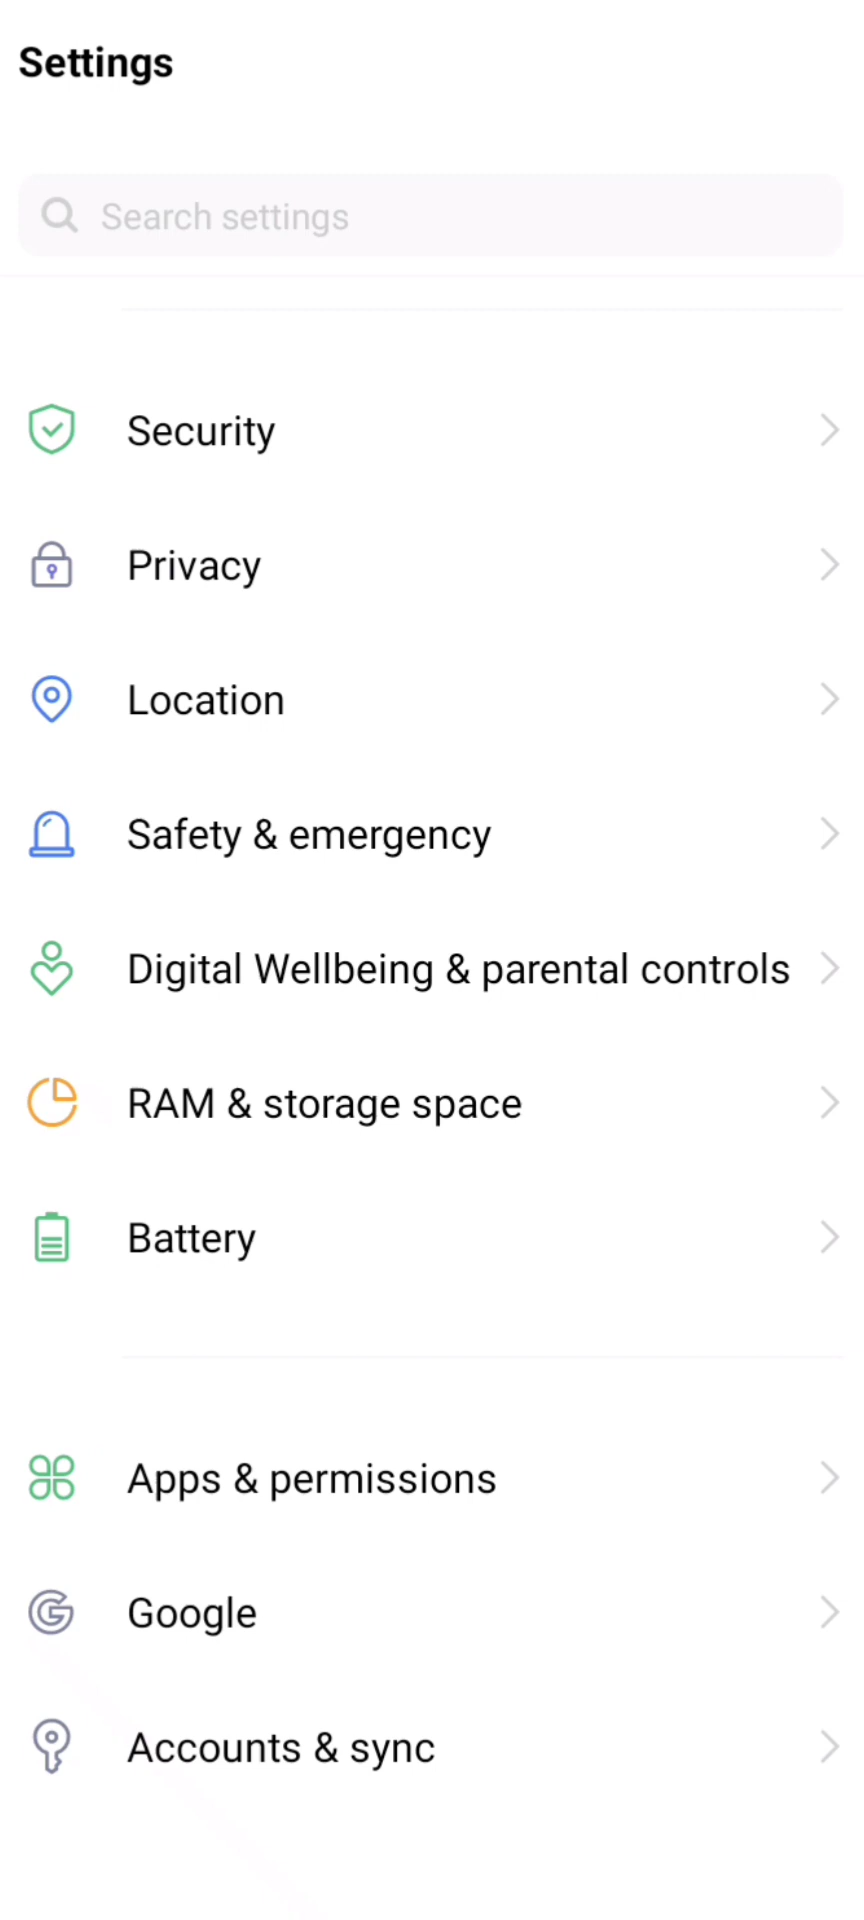 Settings
Search settings
Security
Privacy
Location
Safety & emergency
Digital Wellbeing & parental controls
RAM & storage space
Battery
Apps & permissions
Google
Accounts & sync